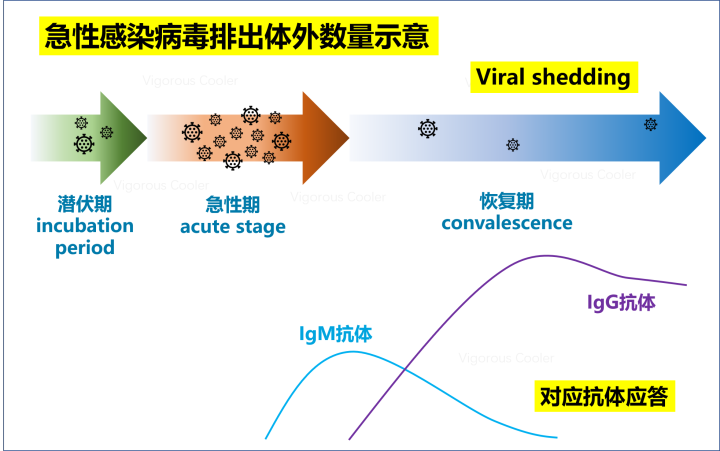 急性感染病毒排出体外数量示意
Vigorous Cooler
Viral shedding
Vigorous Cooler
Vigorous Cooler
Vigorous Cooler
潜伏期
incubation
period
急性期
acute stage
恢复期
convalescence
IgG抗体
IgM抗体
Vigorous Cooler
对应抗体应答